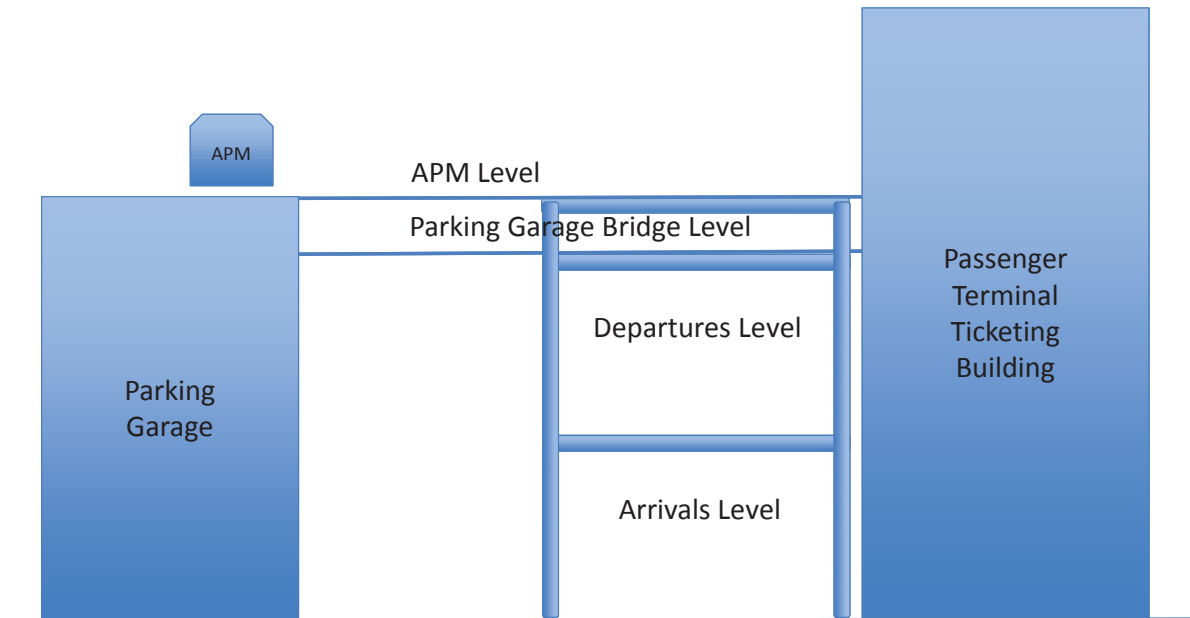 APM
APM Level
Parking Garage Bridge Level
Departures Level
Arrivals Level
Parking
Garage
Passenger
Terminal
Ticketing
Building